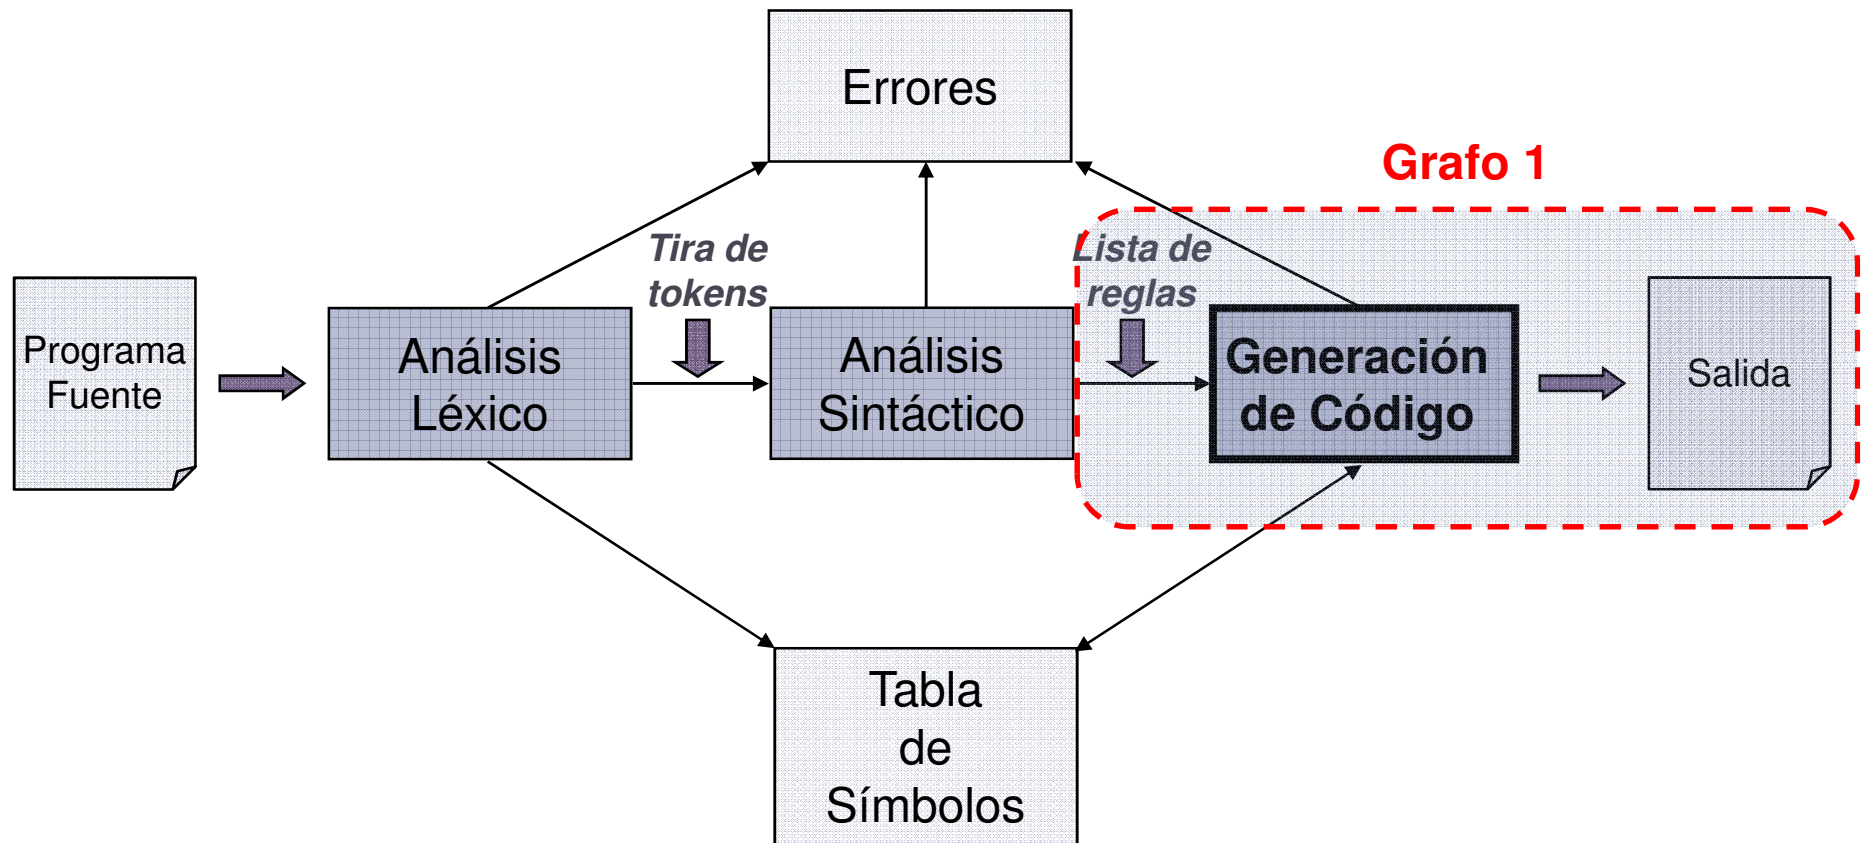 Errores
Grafo 1
Tira de
tokens
Lista de
reglas
Programa
Fuente
Análisis
Léxico
Análisis
Sintáctico
Generación
de Código
Salida
Tabla
de
Símbolos